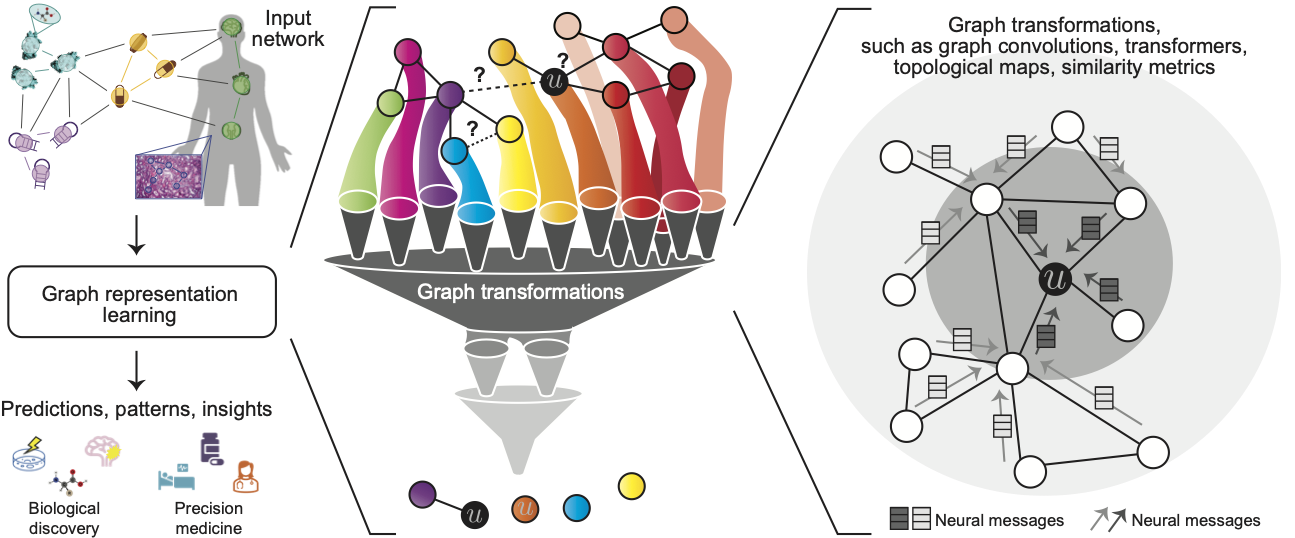 Input
network
Graph representation
learning
Predictions, patterns, insights
Biological
discovery
Precision
medicine
?
?
?
u
Graph transformations
u
u
Graph transformations,
such as graph convolutions, transformers,
topological maps, similarity metrics
u
Neural messages
Neural messages